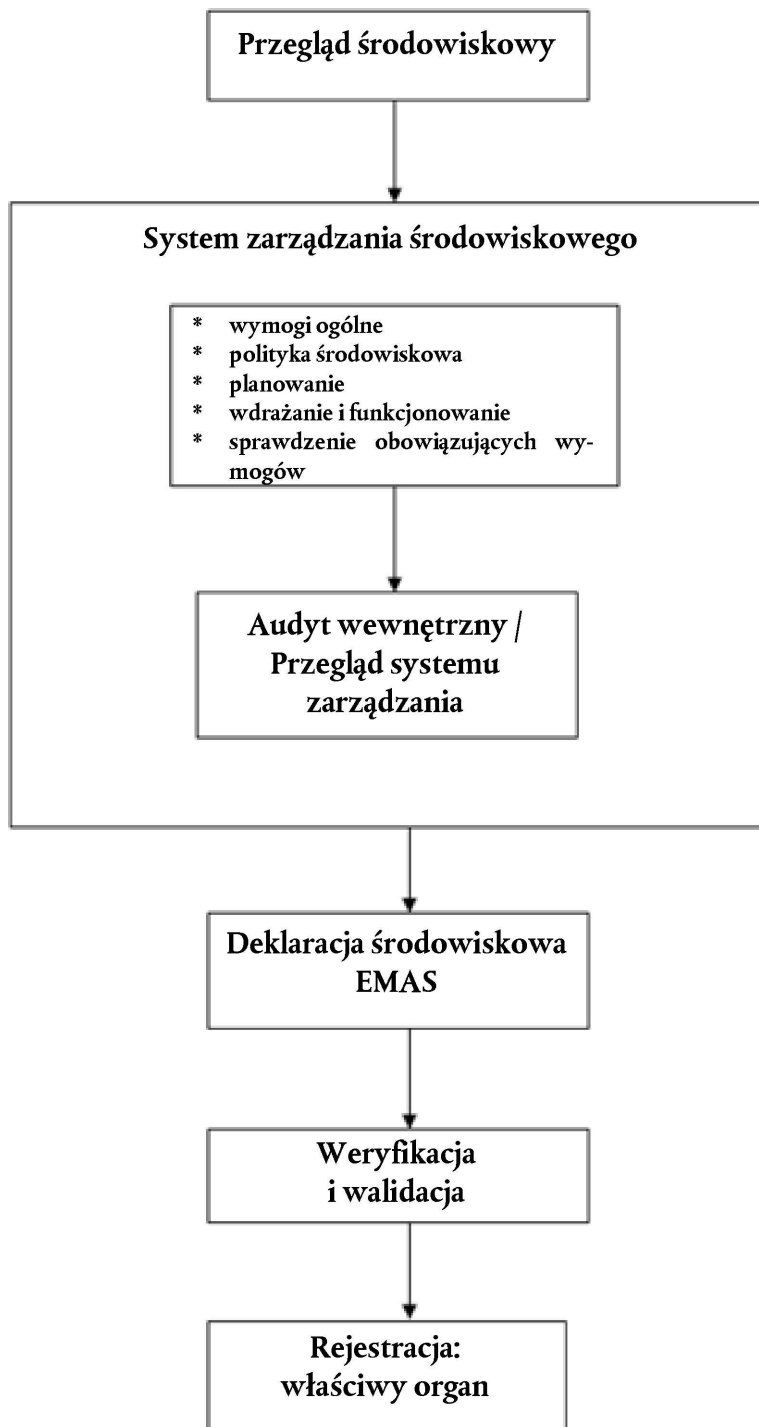 Przegląd środowiskowy
System zarządzania środowiskowego
* wymogi ogólne
* polityka środowiskowa
* planowanie
* wdrażanie i funkcjonowanie
* sprawdzenie obowiązujących wy-
mogów
Audyt wewnętrzny /
Przegląd systemu
zarządzania
Deklaracja środowiskowa
EMAS
Weryfikacja
i walidacja
Rejestracja:
właściwy organ